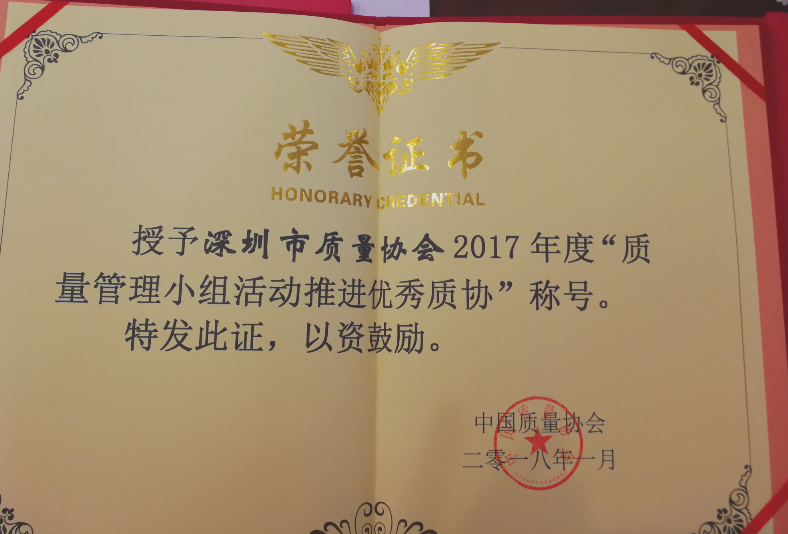 荣誉证书
HONORARY CREDENTIAL
授予深圳市质量协会2017年度“质
量管理小组活动推进优秀质协”称号。
特发此证，以资鼓励。
中国质量协会
二零一八年一月